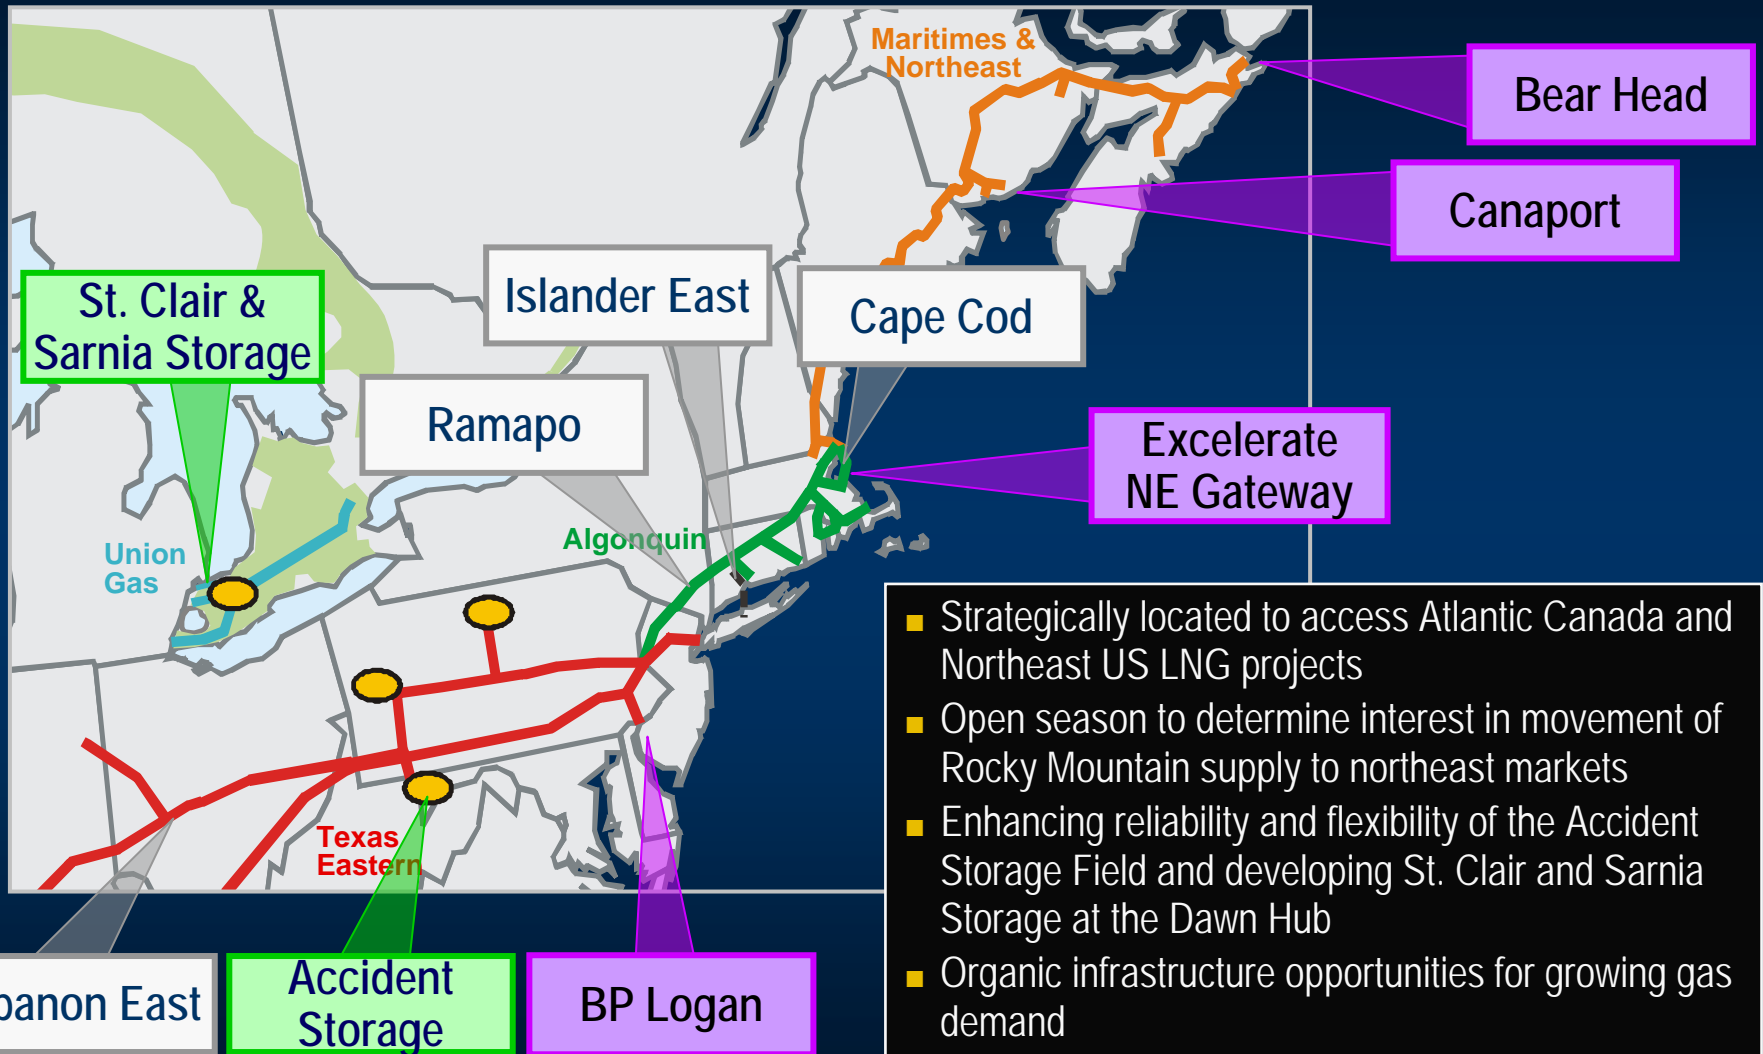 Maritimes &
Northeast
Bear Head
Canaport
St. Clair &
Sarnia Storage
Islander East
Cape Cod
Ramapo
Excelerate
NE Gateway
Union
Gas
Algonquin
Texas
Eastern
banon East
Accident
Storage
BP Logan
■ Strategically located to access Atlantic Canada and
Northeast US LNG projects
■ Open season to determine interest in movement of
Rocky Mountain supply to northeast markets
■ Enhancing reliability and flexibility of the Accident
Storage Field and developing St. Clair and Sarnia
Storage at the Dawn Hub
■ Organic infrastructure opportunities for growing gas
demand